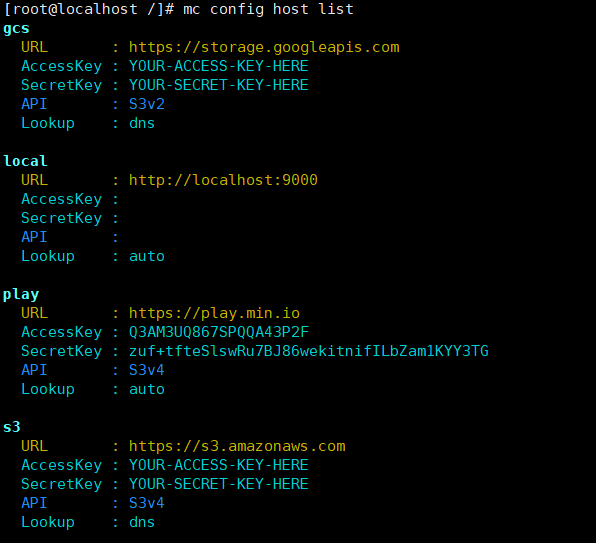 [root@localhost /]# mc config host list
gcs
  URL       : https://storage.googleapis.com
  AccessKey : YOUR-ACCESS-KEY-HERE
  SecretKey : YOUR-SECRET-KEY-HERE
  API       : S3v2
  Lookup    : dns
local
  URL       : http://localhost:9000
  AccessKey :
  SecretKey :
  API       :
  Lookup    : auto
play
  URL       : https://play.min.io
  AccessKey : Q3AM3UQ867SPQQA43P2F
  SecretKey : zuf+tfteSlswRu7BJ86wekitnifILbZam1KYY3TG
  API       : S3v4
  Lookup    : auto
s3
  URL       : https://s3.amazonaws.com
  AccessKey : YOUR-ACCESS-KEY-HERE
  SecretKey : YOUR-SECRET-KEY-HERE
  API       : S3v4
  Lookup    : dns